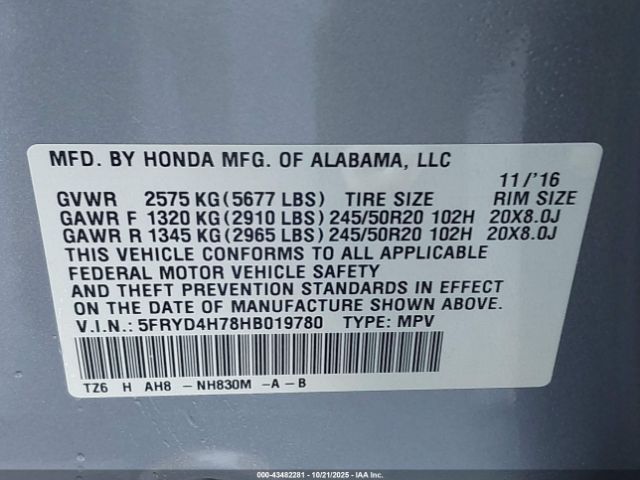 MFD. BY HONDA MFG. OF ALABAMA, LLC
11/'16
GVWR 2575 KG(5677 LBS) TIRE SIZE RIM SIZE
GAWR F 1320 KG(2910 LBS) 245/50R20 102H 20X8.0J
GAWR R 1345 KG(2965 LBS) 245/50R20 102H 20X8.0J
THIS VEHICLE CONFORMS TO ALL APPLICABLE
FEDERAL MOTOR VEHICLE SAFETY
AND THEFT PREVENTION STANDARDS IN EFFECT
ON THE DATE OF MANUFACTURE SHOWN ABOVE.
V.I.N.: 5FRYD4H78HB019780 TYPE: MPV
TZ6 H AH8 - NH830M - A - B
000-43482281 - 10/21/2025 - IAA Inc.